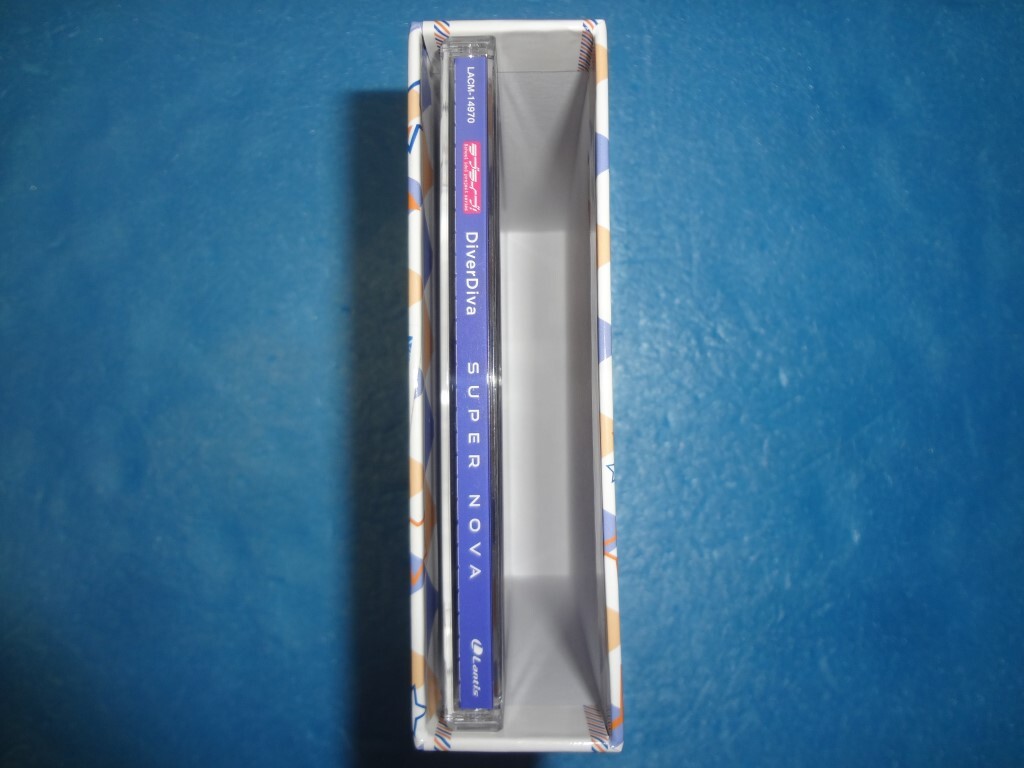 LACM-14970
DiverDiva
SUPER NOVA
Lantis